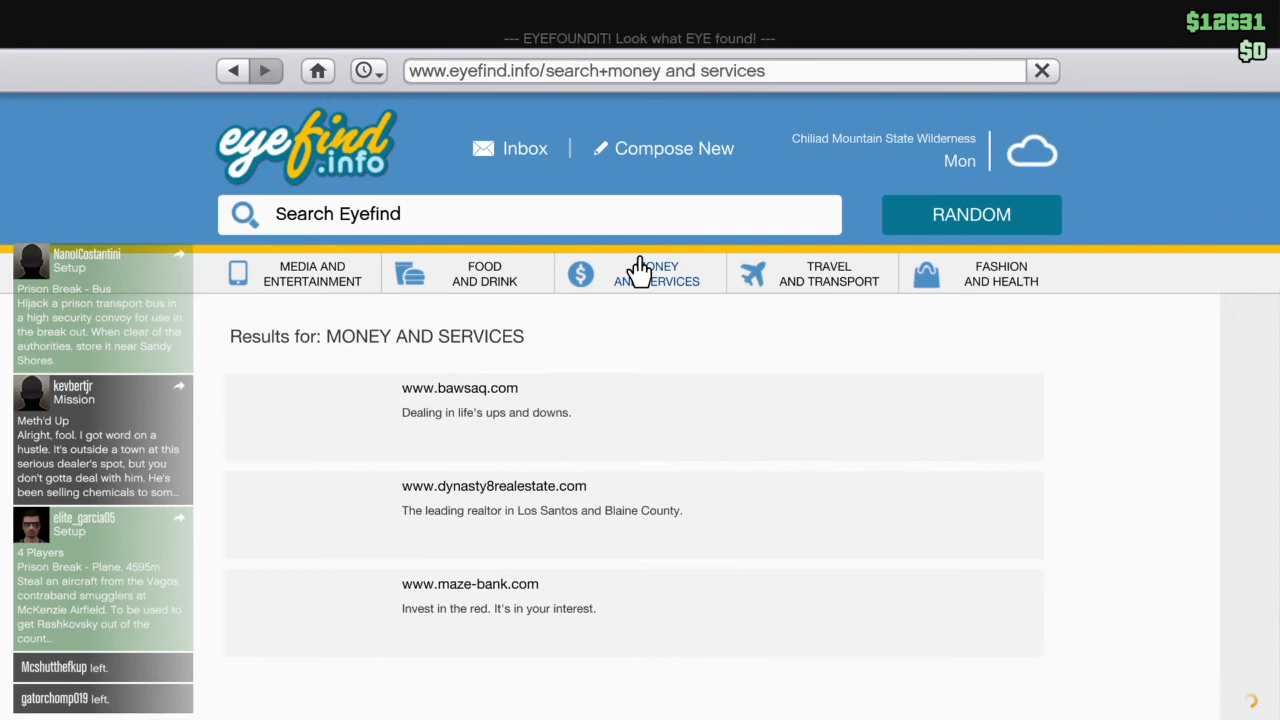 $12631
$0
--- EYEFOUNDIT! Look what EYE found! ---
www.eyefind.info/search+money and services
eyefind
.info
Inbox
Compose New
Chiliad Mountain State Wilderness
Mon
Search Eyefind
RANDOM
MEDIA AND
ENTERTAINMENT
FOOD
AND DRINK
MONEY
AND SERVICES
TRAVEL
AND TRANSPORT
FASHION
AND HEALTH
Results for: MONEY AND SERVICES
www.bawsaq.com
Dealing in life's ups and downs.
www.dynasty8realestate.com
The leading realtor in Los Santos and Blaine County.
www.maze-bank.com
Invest in the red. It's in your interest.
NanolCostantini
Setup
Prison Break - Bus
Hijack a prison transport bus in
a high security convoy for use in
the break out. When clear of the
authorities, store it near Sandy
Shores.
kevbertjr
Mission
Meth'd Up
Alright, fool. I got word on a
hustle. It's outside a town at this
serious dealer's spot, but you
don't gotta deal with him. He's
been selling chemicals to som...
elite_garcia05
Setup
4 Players
Prison Break - Plane, 4595m
Steal an aircraft from the Vagos
contraband smugglers at
McKenzie Airfield. To be used to
get Rashkovsky out of the
count...
Mcshutthefkup left.
gatorchomp019 left.